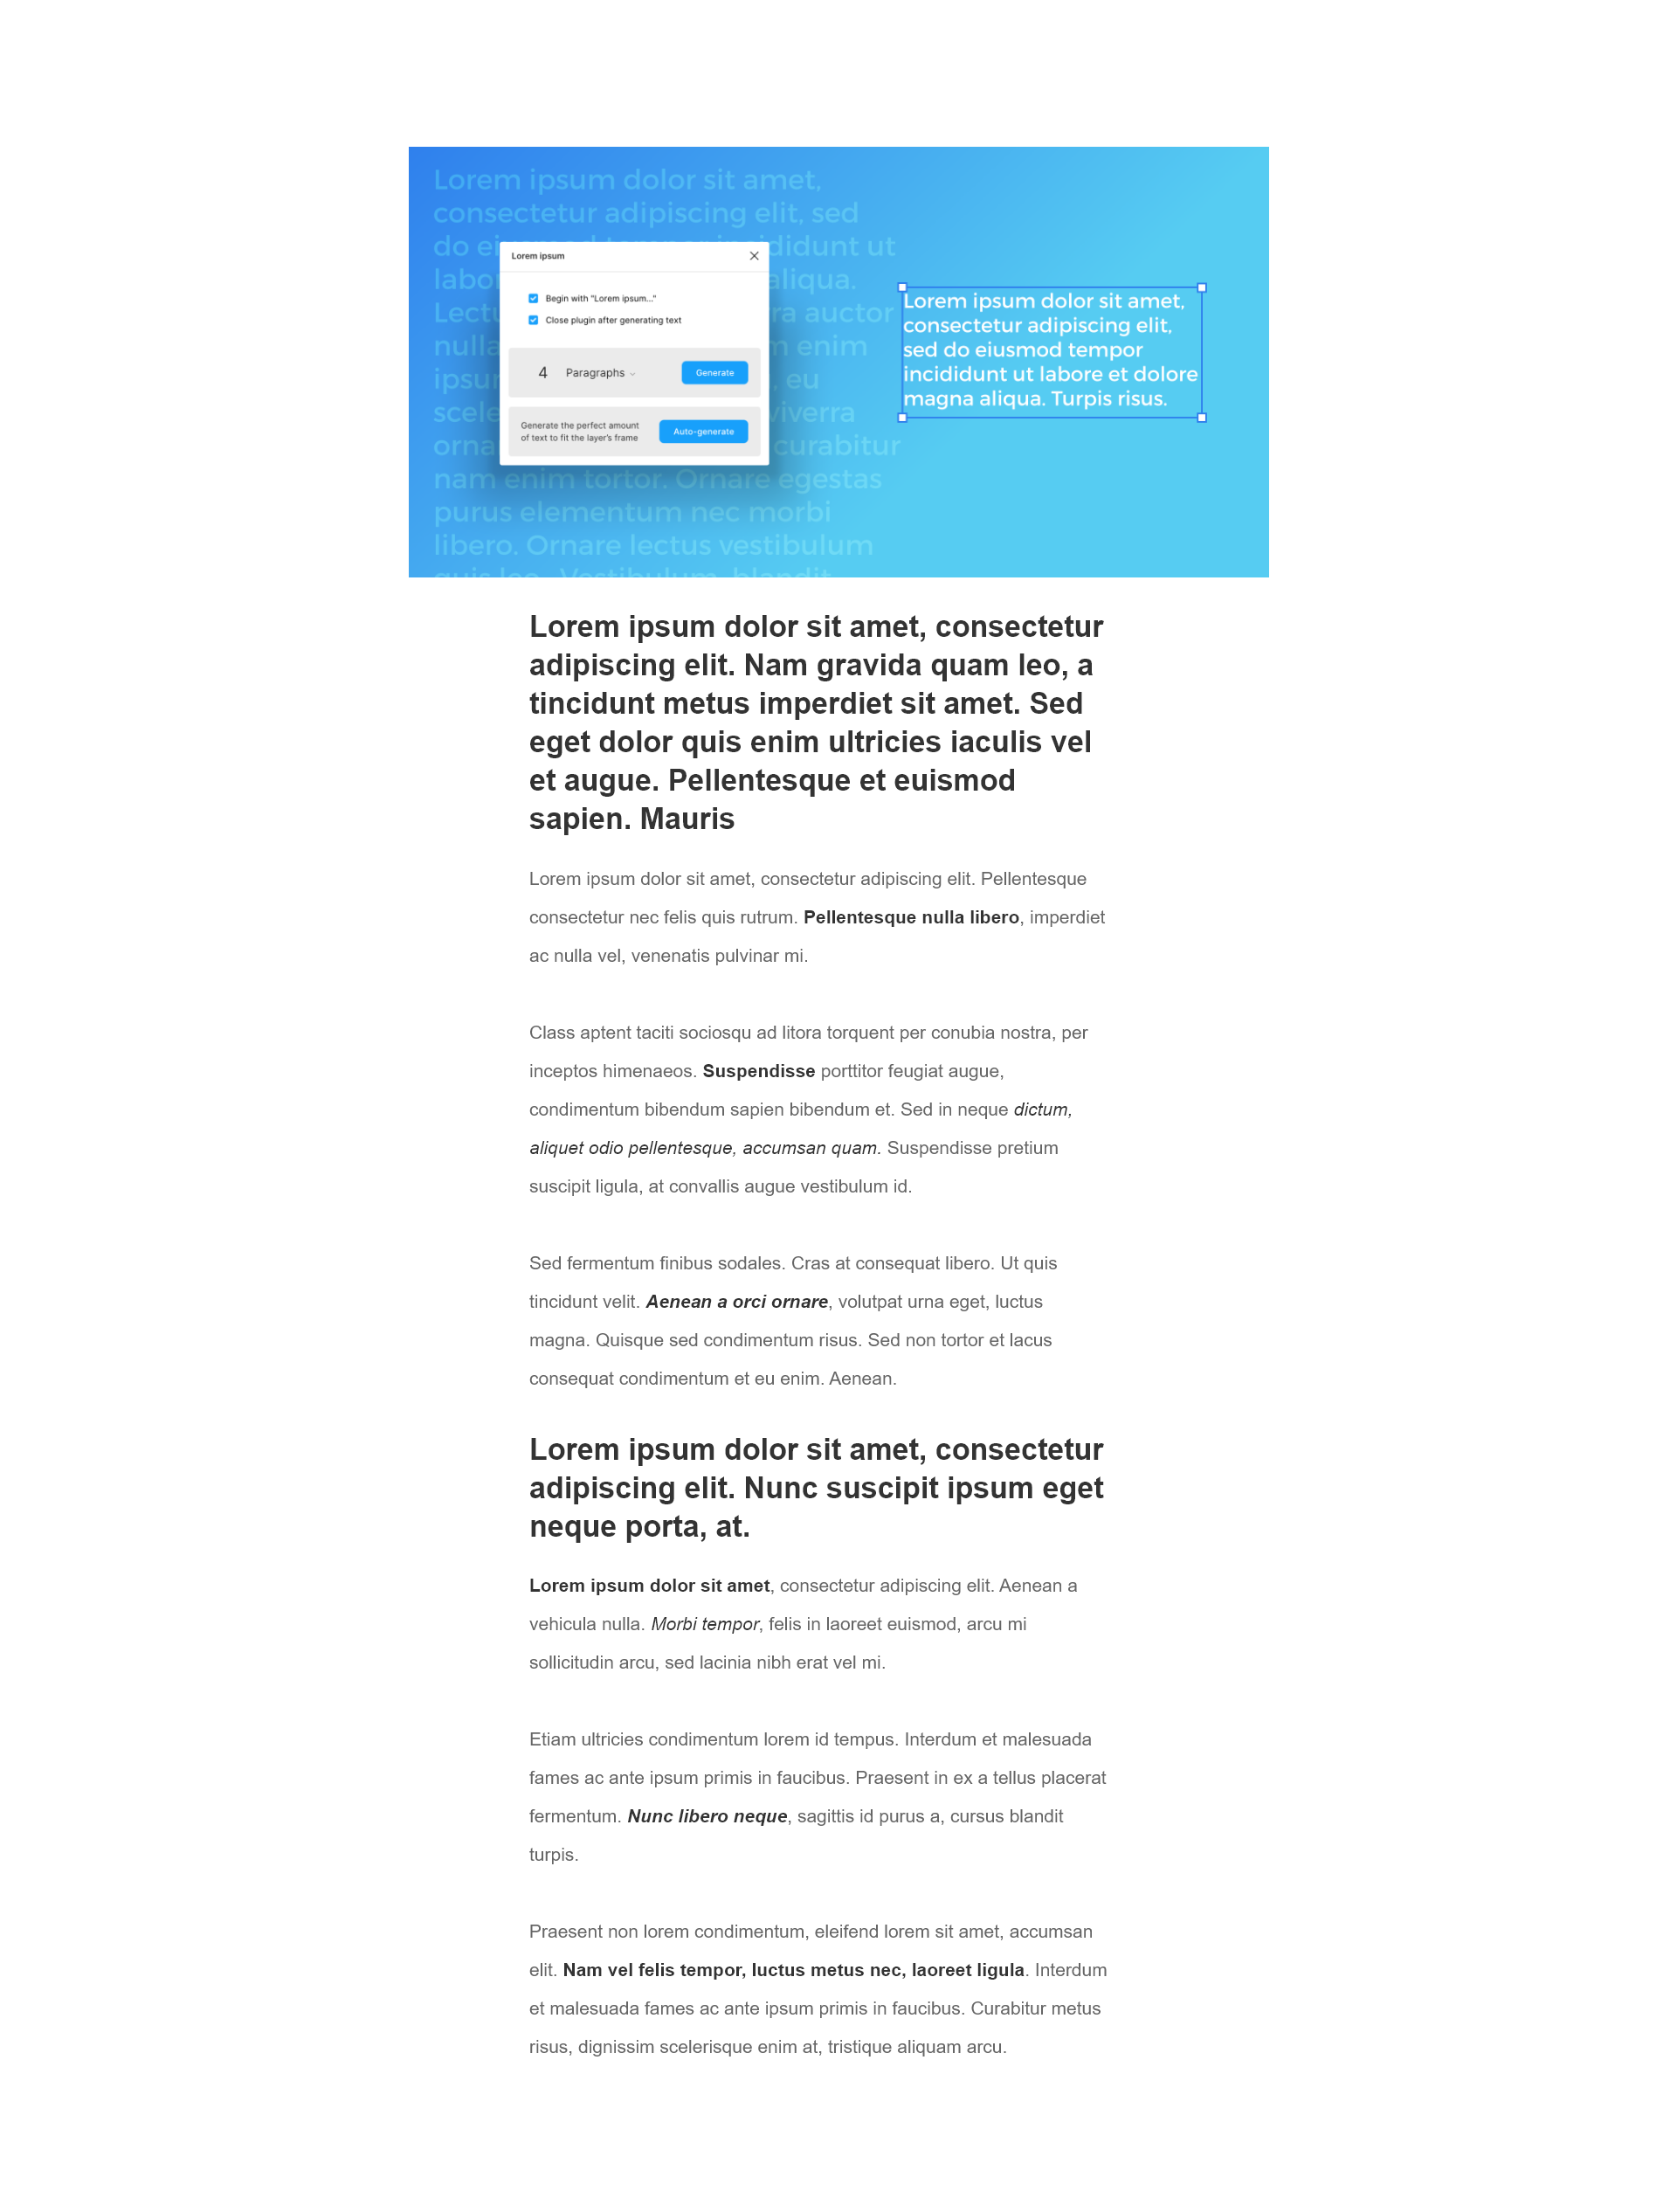 Lorem ipsum dolor sit amet,
consectetur adipiscing elit, sed
do ididunt ut
labor aliqua.
Lectu ra auctor
nulla enim
ipsu , eu
scele viverra
orna curabitur
nam enim tortor. Ornare egestas
purus elementum nec morbi
libero. Ornare lectus vestibulum
quis leo. Vestibulum, blandit
Lorem ipsum
Begin with "Lorem ipsum..."
Close plugin after generating text
4 Paragraphs Generate
Generate the perfect amount
of text to fit the layer's frame
Auto-generate
Lorem ipsum dolor sit amet,
consectetur adipiscing elit,
sed do eiusmod tempor
incididunt ut labore et dolore
magna aliqua. Turpis risus.
Lorem ipsum dolor sit amet, consectetur
adipiscing elit. Nam gravida quam leo, a
tincidunt metus imperdiet sit amet. Sed
eget dolor quis enim ultricies iaculis vel
et augue. Pellentesque et euismod
sapien. Mauris
Lorem ipsum dolor sit amet, consectetur adipiscing elit. Pellentesque
consectetur nec felis quis rutrum. Pellentesque nulla libero, imperdiet
ac nulla vel, venenatis pulvinar mi.
Class aptent taciti sociosqu ad litora torquent per conubia nostra, per
inceptos himenaeos. Suspendisse porttitor feugiat augue,
condimentum bibendum sapien bibendum et. Sed in neque dictum,
aliquet odio pellentesque, accumsan quam. Suspendisse pretium
suscipit ligula, at convallis augue vestibulum id.
Sed fermentum finibus sodales. Cras at consequat libero. Ut quis
tincidunt velit. Aenean a orci ornare, volutpat urna eget, luctus
magna. Quisque sed condimentum risus. Sed non tortor et lacus
consequat condimentum et eu enim. Aenean.
Lorem ipsum dolor sit amet, consectetur
adipiscing elit. Nunc suscipit ipsum eget
neque porta, at.
Lorem ipsum dolor sit amet, consectetur adipiscing elit. Aenean a
vehicula nulla. Morbi tempor, felis in laoreet euismod, arcu mi
sollicitudin arcu, sed lacinia nibh erat vel mi.
Etiam ultricies condimentum lorem id tempus. Interdum et malesuada
fames ac ante ipsum primis in faucibus. Praesent in ex a tellus placerat
fermentum. Nunc libero neque, sagittis id purus a, cursus blandit
turpis.
Praesent non lorem condimentum, eleifend lorem sit amet, accumsan
elit. Nam vel felis tempor, luctus metus nec, laoreet ligula. Interdum
et malesuada fames ac ante ipsum primis in faucibus. Curabitur metus
risus, dignissim scelerisque enim at, tristique aliquam arcu.